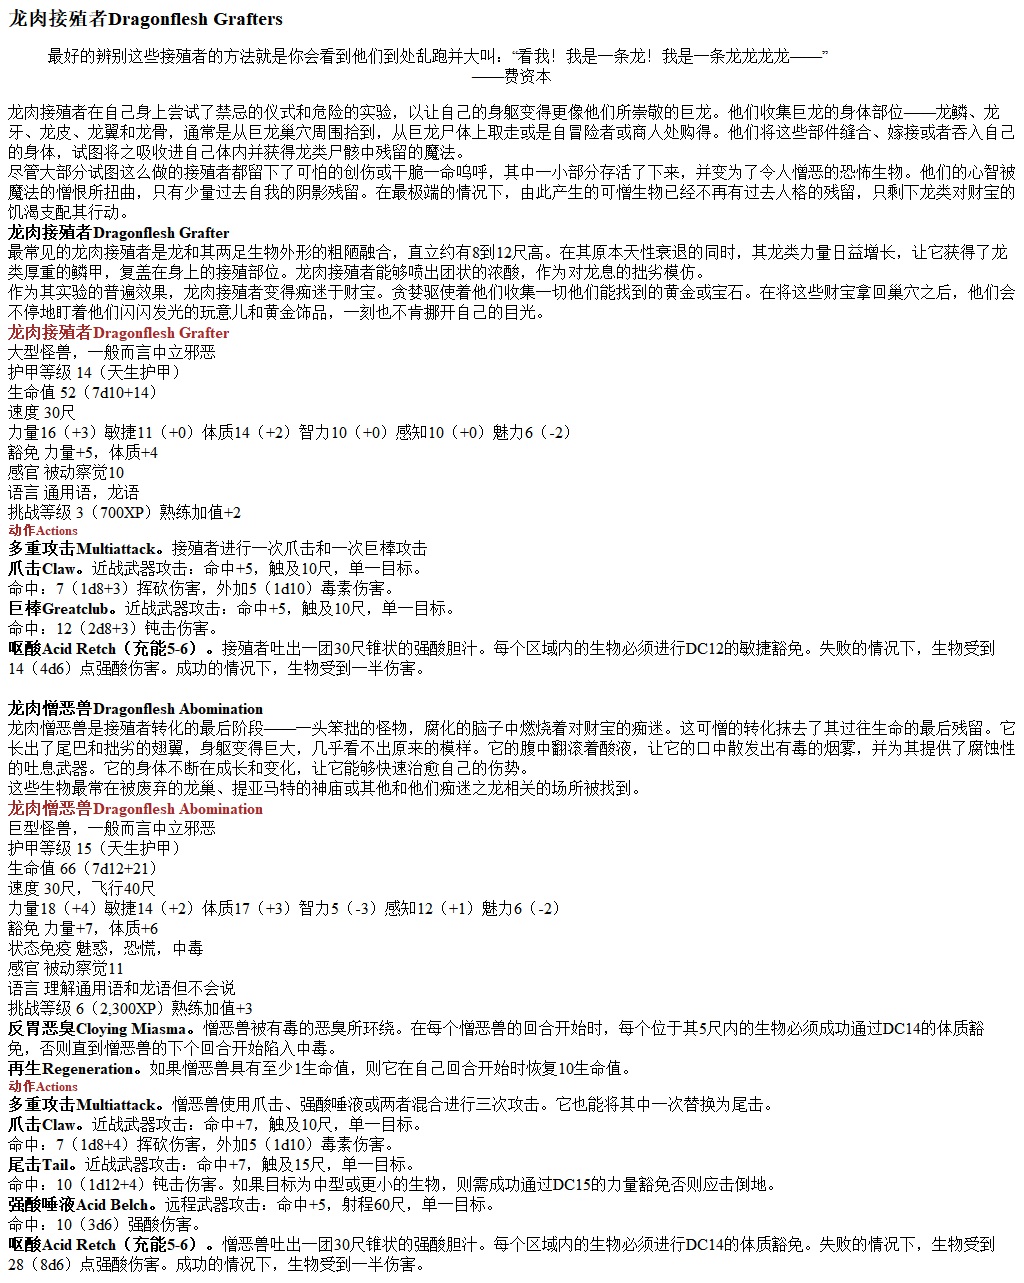 龙肉接殖者Dragonflesh Grafters
最好的辨别这些接殖者的方法就是你会看到他们到处乱跑并大叫：“看我！我是一条龙！我是一条龙龙龙龙——”
——费资本
龙肉接殖者在自己身上尝试了禁忌的仪式和危险的实验，以让自己的身躯变得更像他们所崇敬的巨龙。他们收集巨龙的身体部位——龙鳞、龙
牙、龙皮、龙翼和龙骨，通常是从巨龙巢穴周围拾到，从巨龙尸体上取走或是自冒险者或商人处购得。他们将这些部件缝合、嫁接或者吞入自己
的身体，试图将之吸收进自己体内并获得龙类尸骸中残留的魔法。
尽管大部分试图这么做的接殖者都留下了可怕的创伤或干脆一命呜呼，其中一小部分存活了下来，并变为了令人憎恶的恐怖生物。他们的心智被
魔法的憎恨所扭曲，只有少量过去自我的阴影残留。在最极端的情况下，由此产生的可憎生物已经不再有过去人格的残留，只剩下龙类对财宝的
饥渴支配其行动。
龙肉接殖者Dragonflesh Grafter
最常见的龙肉接殖者是龙和其两足生物外形的粗陋融合，直立约有8到12尺高。在其原本天性衰退的同时，其龙类力量日益增长，让它获得了龙
类厚重的鳞甲，复盖在身上的接殖部位。龙肉接殖者能够喷出团状的浓酸，作为对龙息的拙劣模仿。
作为其实验的普遍效果，龙肉接殖者变得痴迷于财宝。贪婪驱使着他们收集一切他们能找到的黄金或宝石。在将这些财宝拿回巢穴之后，他们会
不停地盯着他们闪闪发光的玩意儿和黄金饰品，一刻也不肯挪开自己的目光。
龙肉接殖者Dragonflesh Grafter
大型怪兽，一般而言中立邪恶
护甲等级 14（天生护甲）
生命值 52（7d10+14）
速度 30尺
力量16（+3）敏捷11（+0）体质14（+2）智力10（+0）感知10（+0）魅力6（-2）
豁免 力量+5，体质+4
感官 被动察觉10
语言 通用语，龙语
挑战等级 3（700XP）熟练加值+2
动作Actions
多重攻击Multiattack。接殖者进行一次爪击和一次巨棒攻击
爪击Claw。近战武器攻击：命中+5，触及10尺，单一目标。
命中：7（1d8+3）挥砍伤害，外加5（1d10）毒素伤害。
巨棒Greatclub。近战武器攻击：命中+5，触及10尺，单一目标。
命中：12（2d8+3）钝击伤害。
呕酸Acid Retch（充能5-6）。接殖者吐出一团30尺锥状的强酸胆汁。每个区域内的生物必须进行DC12的敏捷豁免。失败的情况下，生物受到
14（4d6）点强酸伤害。成功的情况下，生物受到一半伤害。
龙肉憎恶兽Dragonflesh Abomination
龙肉憎恶兽是接殖者转化的最后阶段——一头笨拙的怪物，腐化的脑子中燃烧着对财宝的痴迷。这可憎的转化抹去了其过往生命的最后残留。它
长出了尾巴和拙劣的翅翼，身躯变得巨大，几乎看不出原来的模样。它的腹中翻滚着酸液，让它的口中散发出有毒的烟雾，并为其提供了腐蚀性
的吐息武器。它的身体不断在成长和变化，让它能够快速治愈自己的伤势。
这些生物最常在被废弃的龙巢、提亚马特的神庙或其他和他们痴迷之龙相关的场所被找到。
龙肉憎恶兽Dragonflesh Abomination
巨型怪兽，一般而言中立邪恶
护甲等级 15（天生护甲）
生命值 66（7d12+21）
速度 30尺，飞行40尺
力量18（+4）敏捷14（+2）体质17（+3）智力5（-3）感知12（+1）魅力6（-2）
豁免 力量+7，体质+6
状态免疫 魅惑，恐慌，中毒
感官 被动察觉11
语言 理解通用语和龙语但不会说
挑战等级 6（2,300XP）熟练加值+3
反胃恶臭Cloying Miasma。憎恶兽被有毒的恶臭所环绕。在每个憎恶兽的回合开始时，每个位于其5尺内的生物必须成功通过DC14的体质豁
免，否则直到憎恶兽的下个回合开始陷入中毒。
再生Regeneration。如果憎恶兽具有至少1生命值，则它在自己回合开始时恢复10生命值。
动作Actions
多重攻击Multiattack。憎恶兽使用爪击、强酸唾液或两者混合进行三次攻击。它也能将其中一次替换为尾击。
爪击Claw。近战武器攻击：命中+7，触及10尺，单一目标。
命中：7（1d8+4）挥砍伤害，外加5（1d10）毒素伤害。
尾击Tail。近战武器攻击：命中+7，触及15尺，单一目标。
命中：10（1d12+4）钝击伤害。如果目标为中型或更小的生物，则需成功通过DC15的力量豁免否则应击倒地。
强酸唾液Acid Belch。远程武器攻击：命中+5，射程60尺，单一目标。
命中：10（3d6）强酸伤害。
呕酸Acid Retch（充能5-6）。憎恶兽吐出一团30尺锥状的强酸胆汁。每个区域内的生物必须进行DC14的体质豁免。失败的情况下，生物受到
28（8d6）点强酸伤害。成功的情况下，生物受到一半伤害。